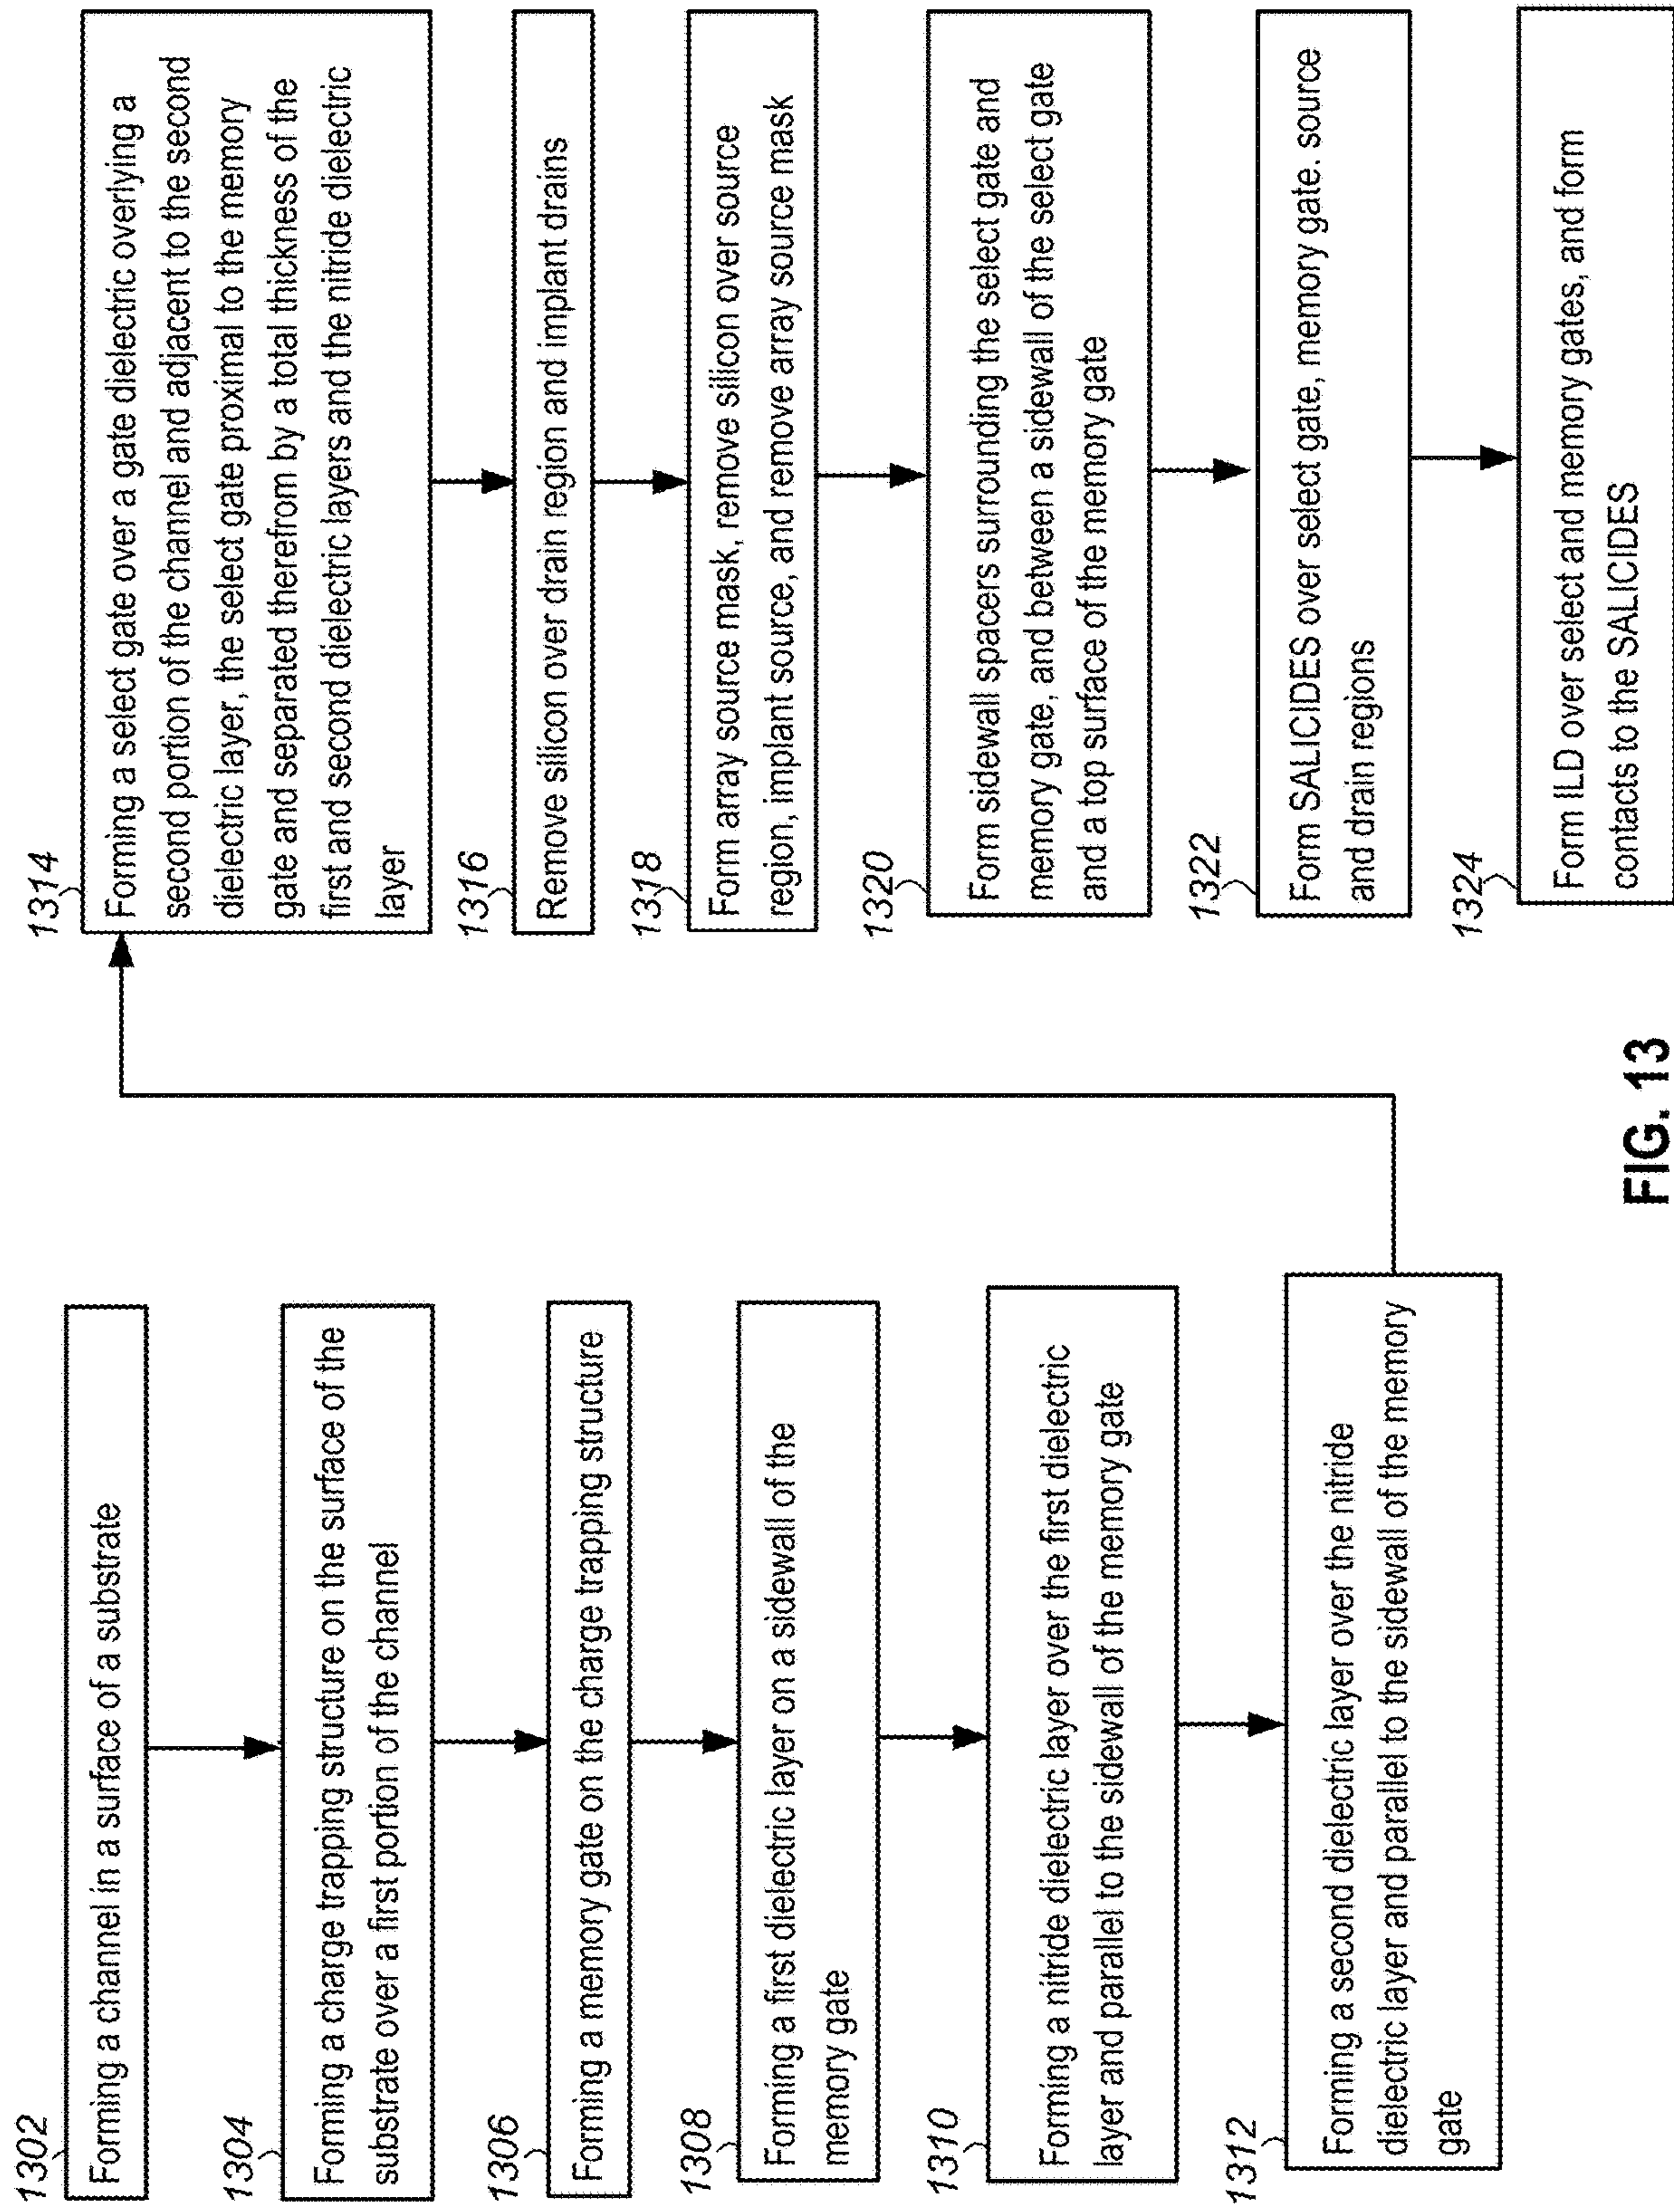 1302
Forming a channel in a surface of a substrate
1304
Forming a charge trapping structure on the surface of the
substrate over a first portion of the channel
1306
Forming a memory gate on the charge trapping structure
1308
Forming a first dielectric layer on a sidewall of the
memory gate
1310
Forming a nitride dielectric layer over the first dielectric
layer and parallel to the sidewall of the memory gate
1312
Forming a second dielectric layer over the nitride
dielectric layer and parallel to the sidewall of the memory
gate
1314
Forming a select gate over a gate dielectric overlying a
second portion of the channel and adjacent to the second
dielectric layer, the select gate proximal to the memory
gate and separated therefrom by a total thickness of the
first and second dielectric layers and the nitride dielectric
layer
1316
Remove silicon over drain region and implant drains
1318
Form array source mask, remove silicon over source
region, implant source, and remove array source mask
1320
Form sidewall spacers surrounding the select gate and
memory gate, and between a sidewall of the select gate
and a top surface of the memory gate
1322
Form SALICIDES over select gate, memory gate. source
and drain regions
1324
Form ILD over select and memory gates, and form
contacts to the SALICIDES
FIG. 13